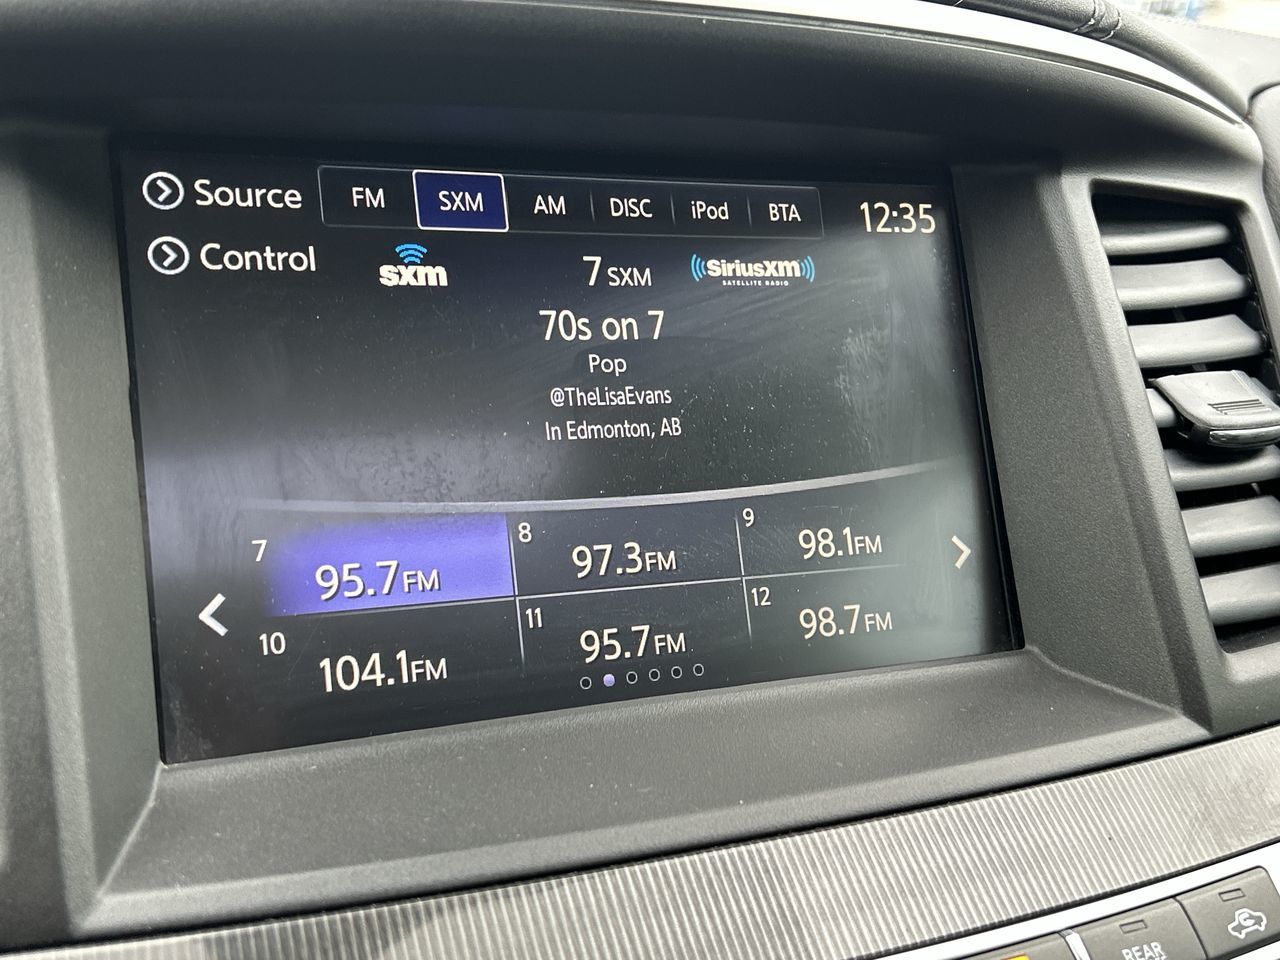 Source FM SXM AM DISC iPod BTA 12:35
Control sxm 7 SXM SiriusXM
SATELLITE RADIO
70s on 7
Pop
@TheLisaEvans
In Edmonton, AB
7 95.7FM 8 97.3FM 9 98.1FM
10 104.1FM 11 95.7FM 12 98.7FM
REAR